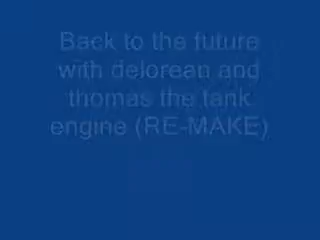 Back to the future
with delorean and
thomas the tank
engine (RE-MAKE)